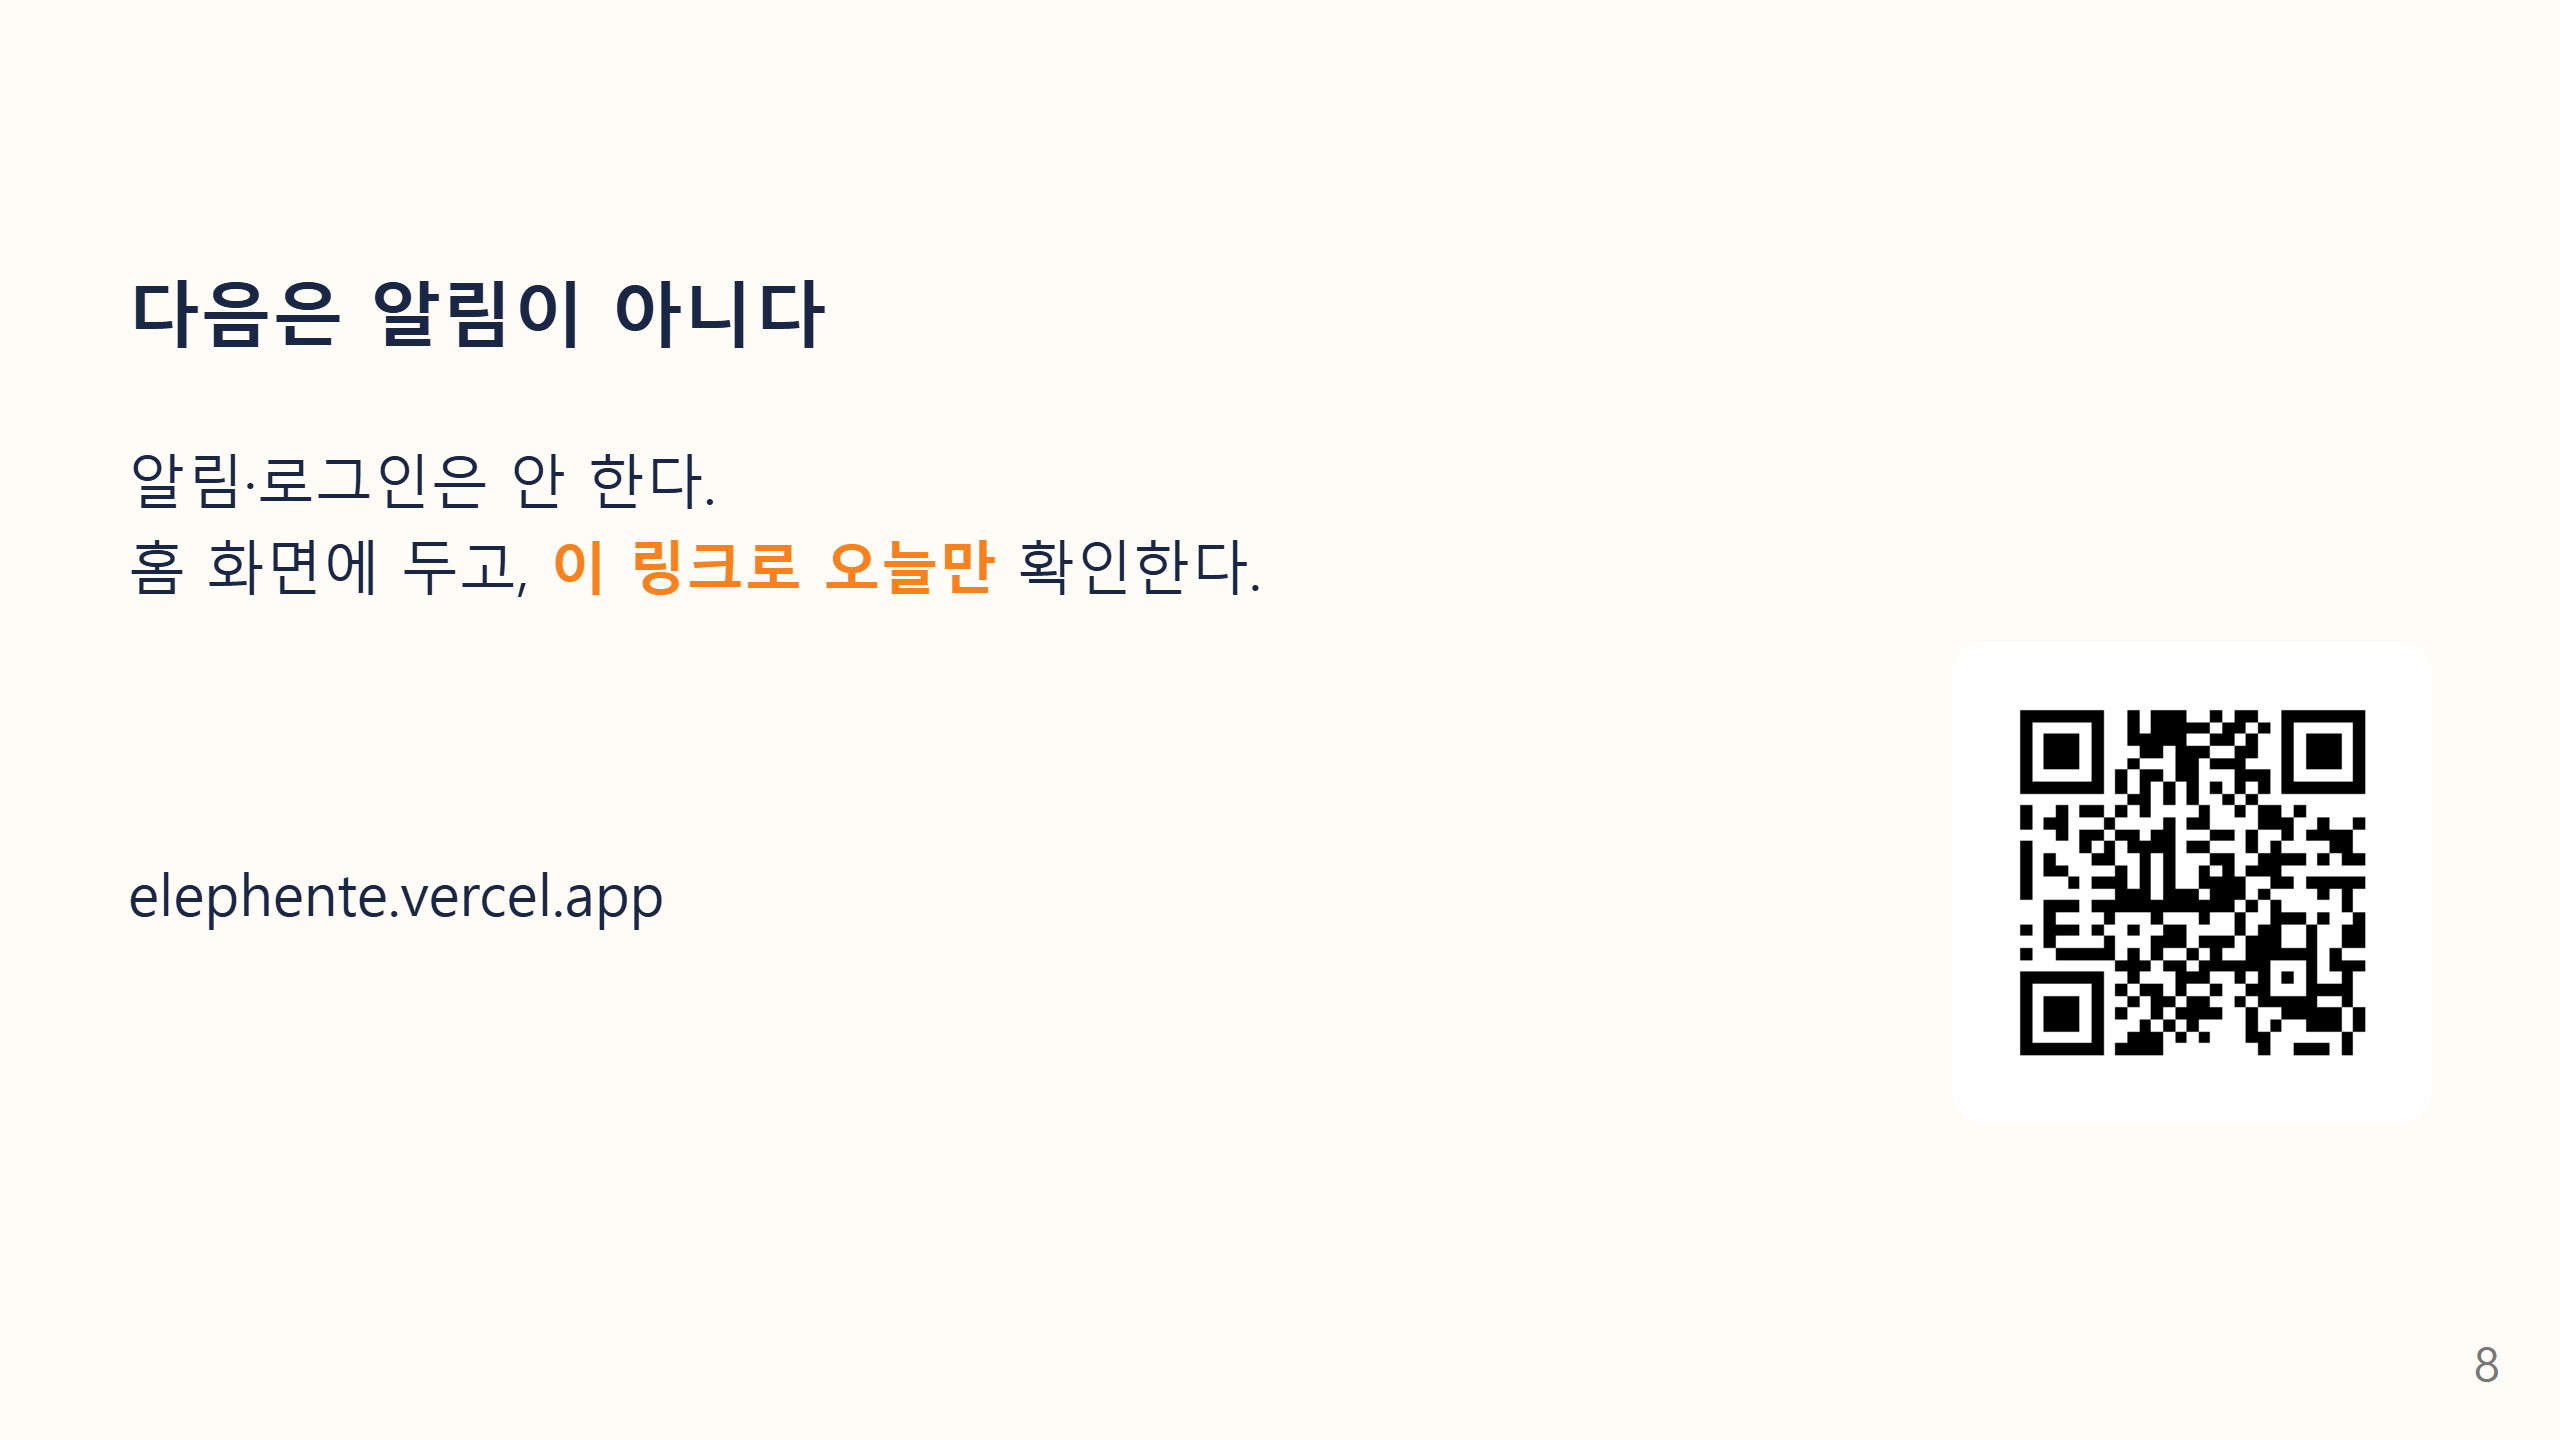 다음은 알림이 아니다
알림·로그인은 안 한다.
홈 화면에 두고, 이 링크로 오늘만 확인한다.
elephente.vercel.app
8